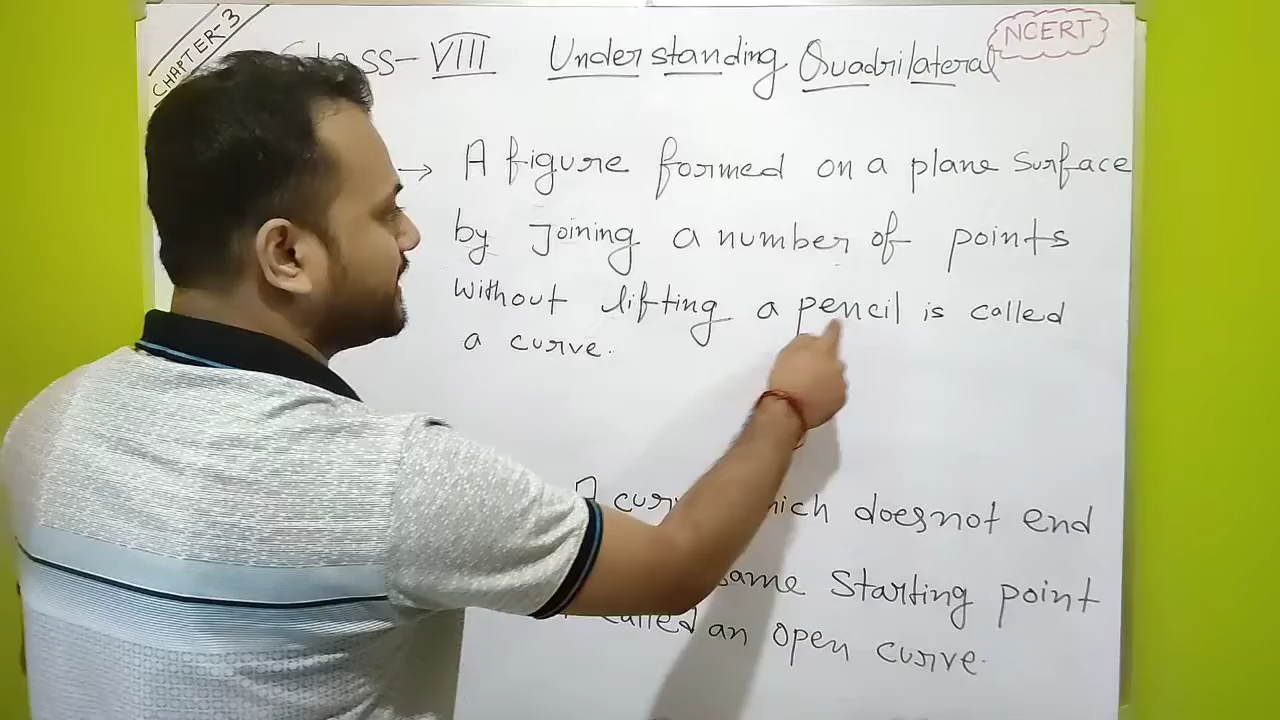 CHAPTER-3
Class-VIII Understanding Quadrilateral
NCERT
→ A figure formed on a plane surface
by Joining a number of points
without lifting a pencil is called
a curve.
A which doesnot end
same starting point
called an open curve.